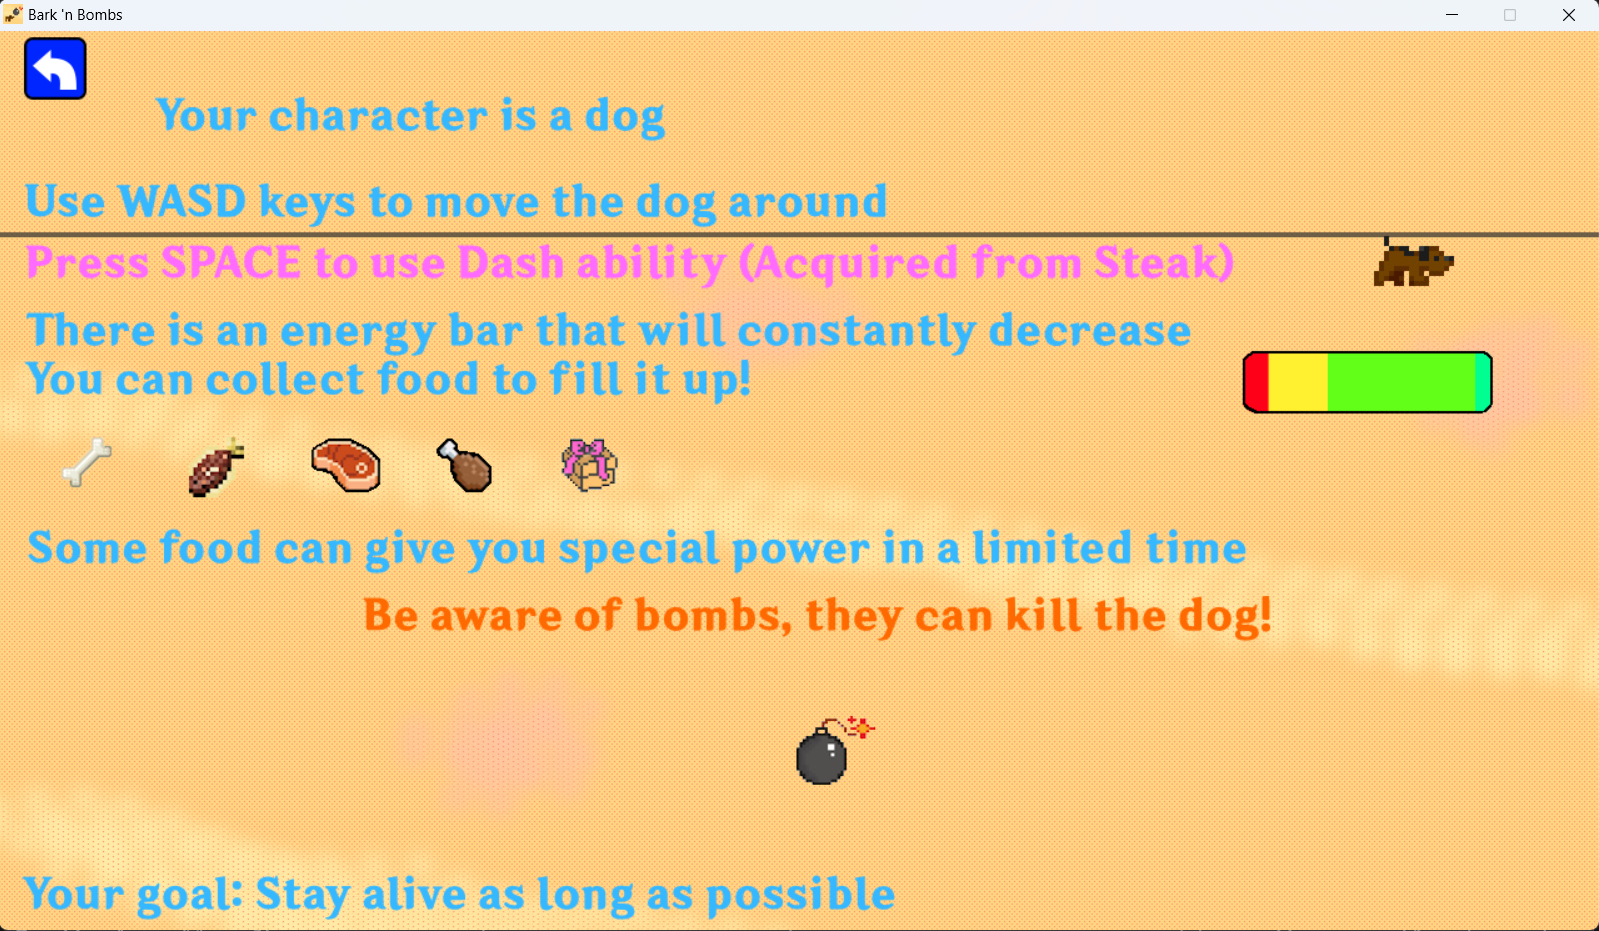 Bark 'n Bombs
Your character is a dog
Use WASD keys to move the dog around
Press SPACE to use Dash ability (Acquired from Steak)
There is an energy bar that will constantly decrease
You can collect food to fill it up!
Some food can give you special power in a limited time
Be aware of bombs, they can kill the dog!
Your goal: Stay alive as long as possible